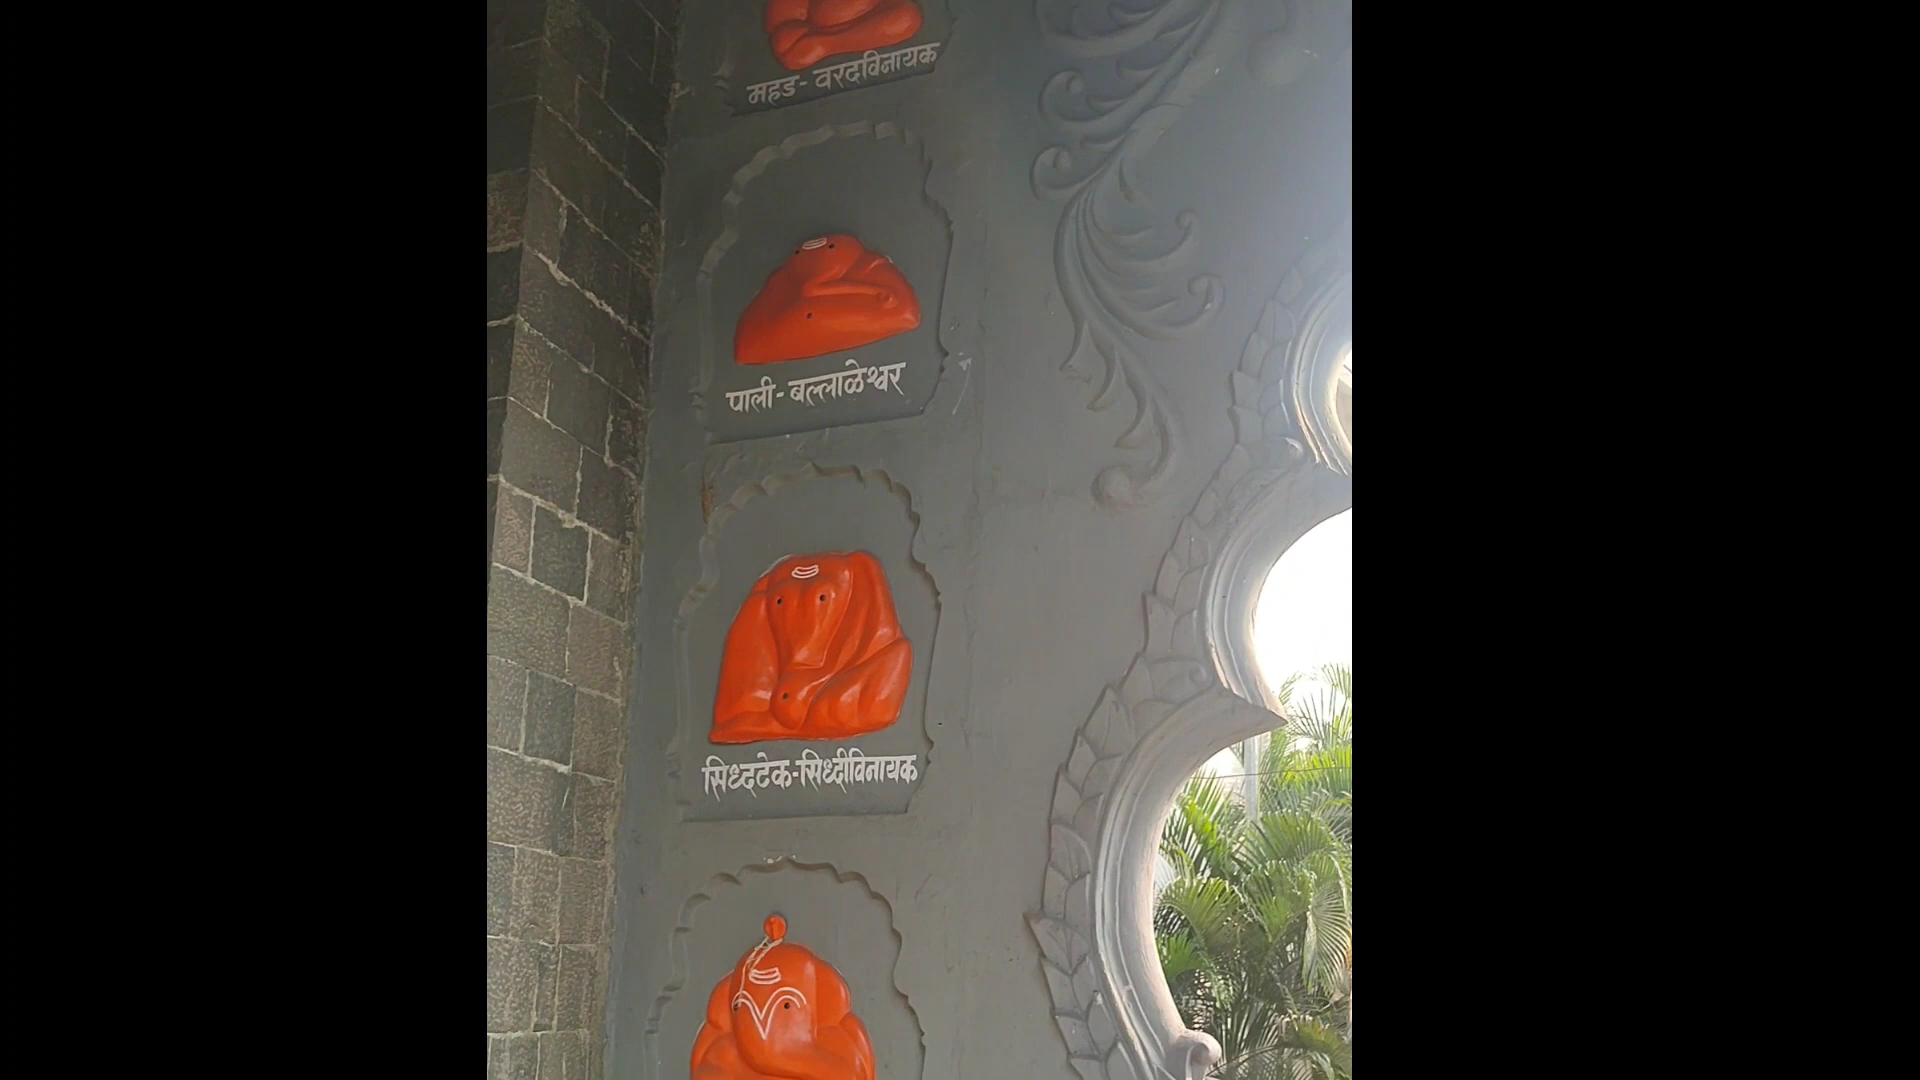 महड- वरदविनायक
पाली- बल्लाळेश्वर
सिध्दटेक-सिध्दीविनायक